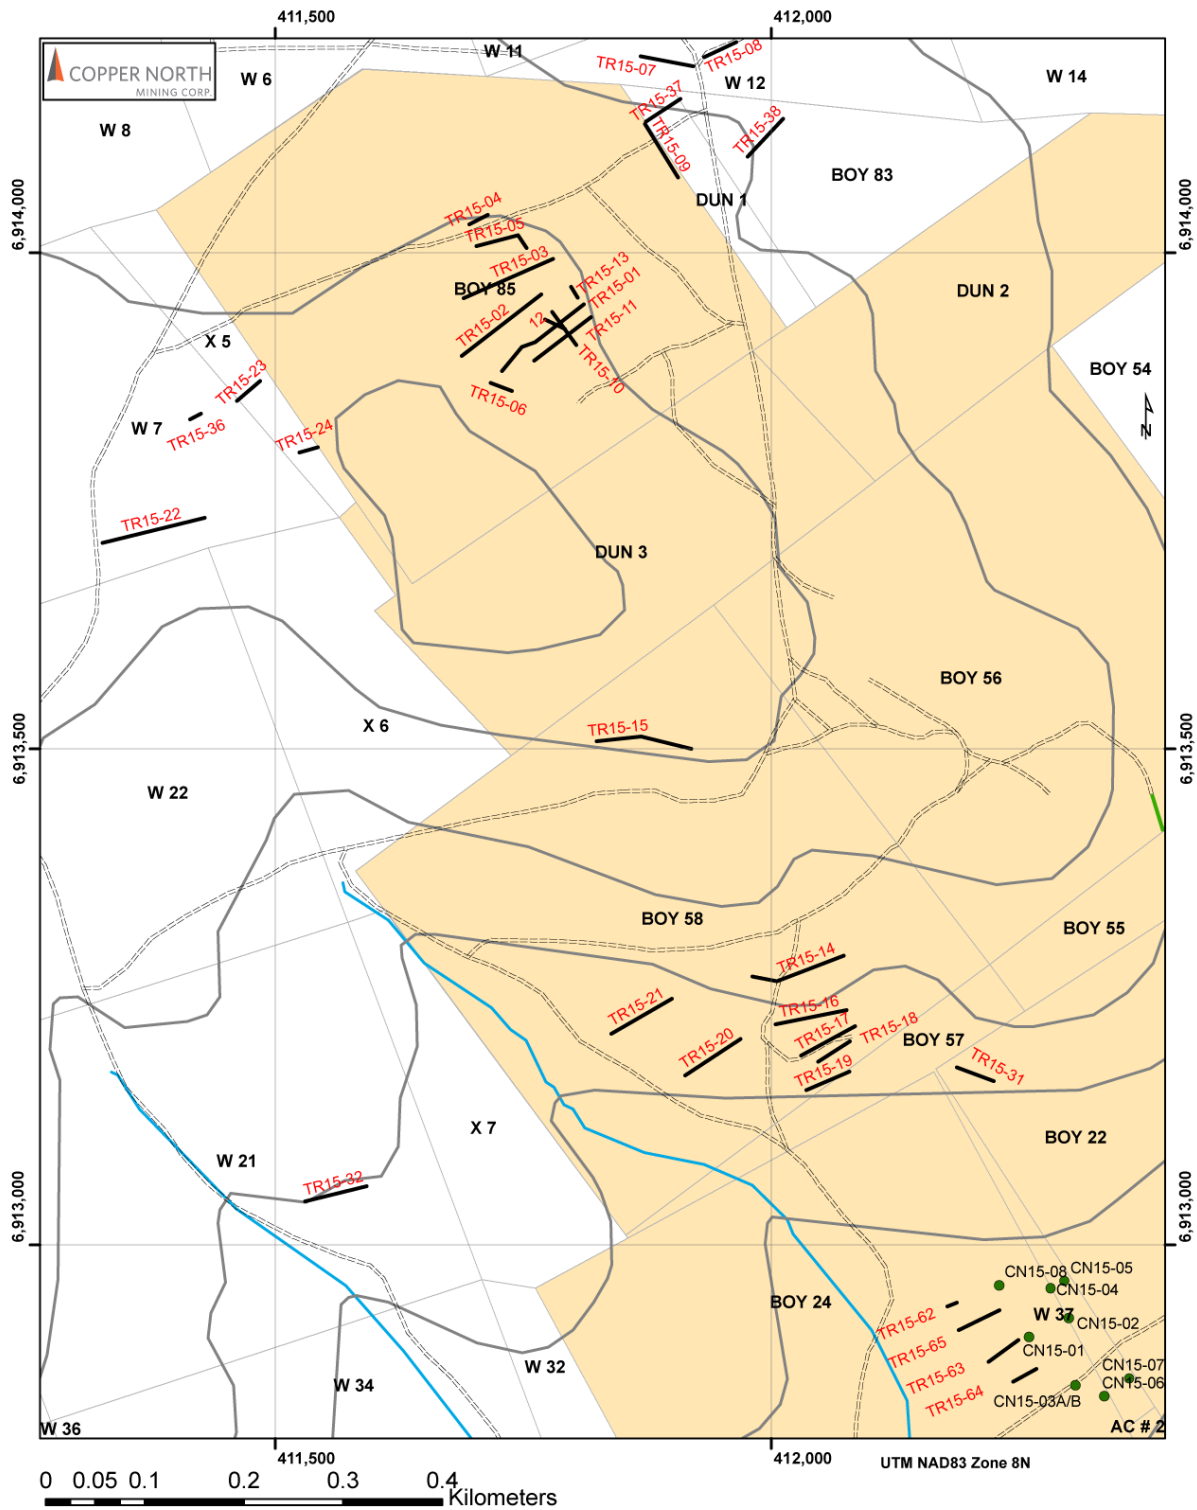 411,500
412,000
COPPER NORTH
MINING CORP.
W 11
W 6
TR15-07
TR15-08
W 12
W 14
W 8
TR15-37
TR15-09
TR15-38
BOY 83
DUN 1
6,914,000
6,914,000
TR15-04
TR15-05
TR15-03
BOY 85
TR15-13
TR15-01
TR15-02
12
TR15-11
TR15-10
TR15-06
DUN 2
X 5
BOY 54
TR15-23
W 7
TR15-36
TR15-24
N
TR15-22
DUN 3
BOY 56
X 6
TR15-15
6,913,500
6,913,500
W 22
BOY 58
BOY 55
TR15-14
TR15-21
TR15-16
TR15-17
TR15-18
BOY 57
TR15-20
TR15-19
TR15-31
X 7
BOY 22
W 21
TR15-32
6,913,000
6,913,000
CN15-08
CN15-05
CN15-04
BOY 24
TR15-62
W 37
CN15-02
TR15-65
CN15-01
W 32
TR15-63
CN15-07
W 34
TR15-64
CN15-03A/B
CN15-06
W 36
AC # 2
411,500
412,000
UTM NAD83 Zone 8N
0 0.05 0.1 0.2 0.3 0.4
Kilometers